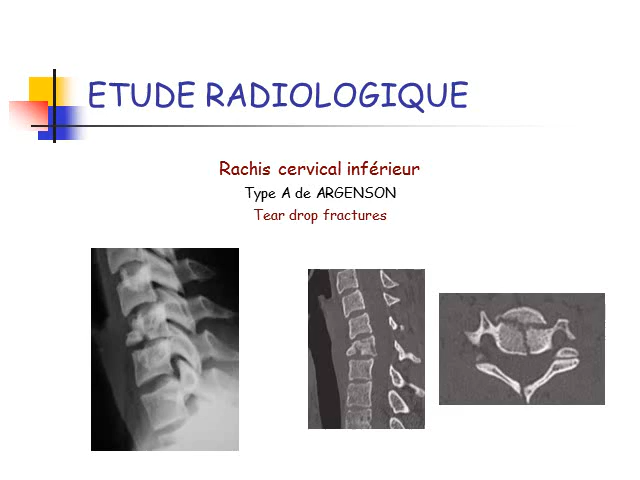 ETUDE RADIOLOGIQUE
Rachis cervical inférieur
Type A de ARGENSON
Tear drop fractures